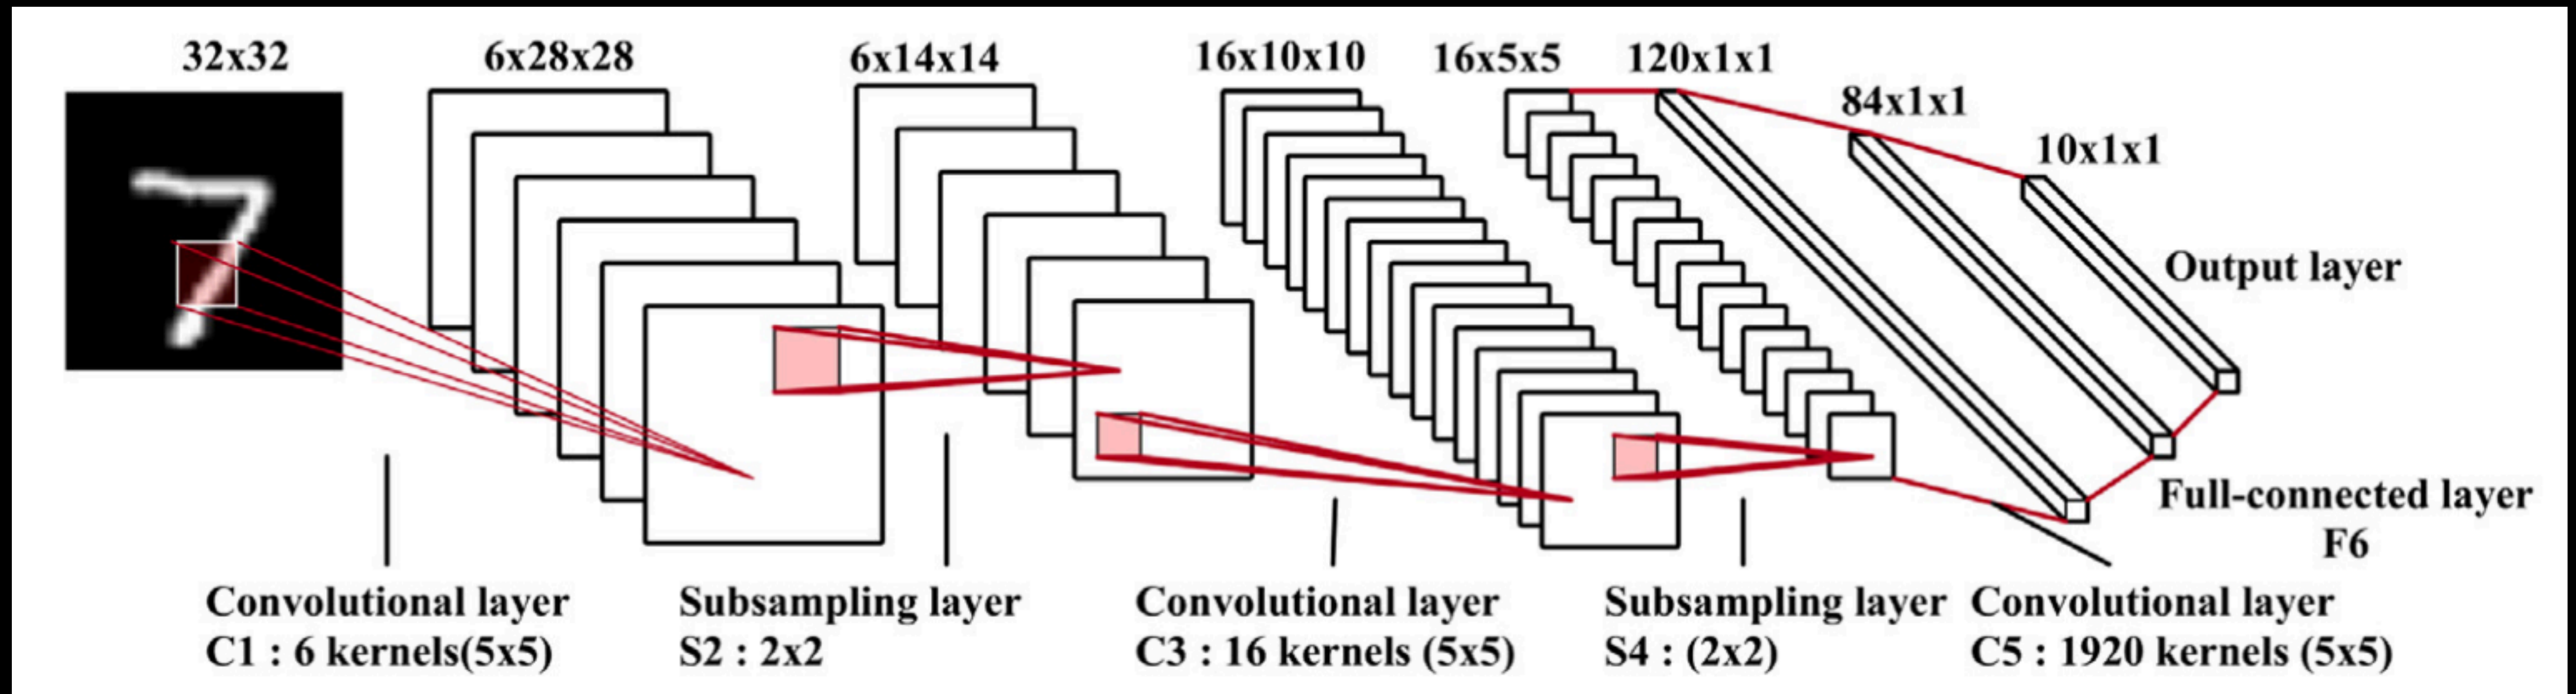 32x32
6x28x28
6x14x14
16x10x10
16x5x5
120x1x1
84x1x1
10x1x1
Output layer
Full-connected layer
F6
Convolutional layer
C1 : 6 kernels(5x5)
Subsampling layer
S2 : 2x2
Convolutional layer
C3 : 16 kernels (5x5)
Subsampling layer
S4 : (2x2)
Convolutional layer
C5 : 1920 kernels (5x5)